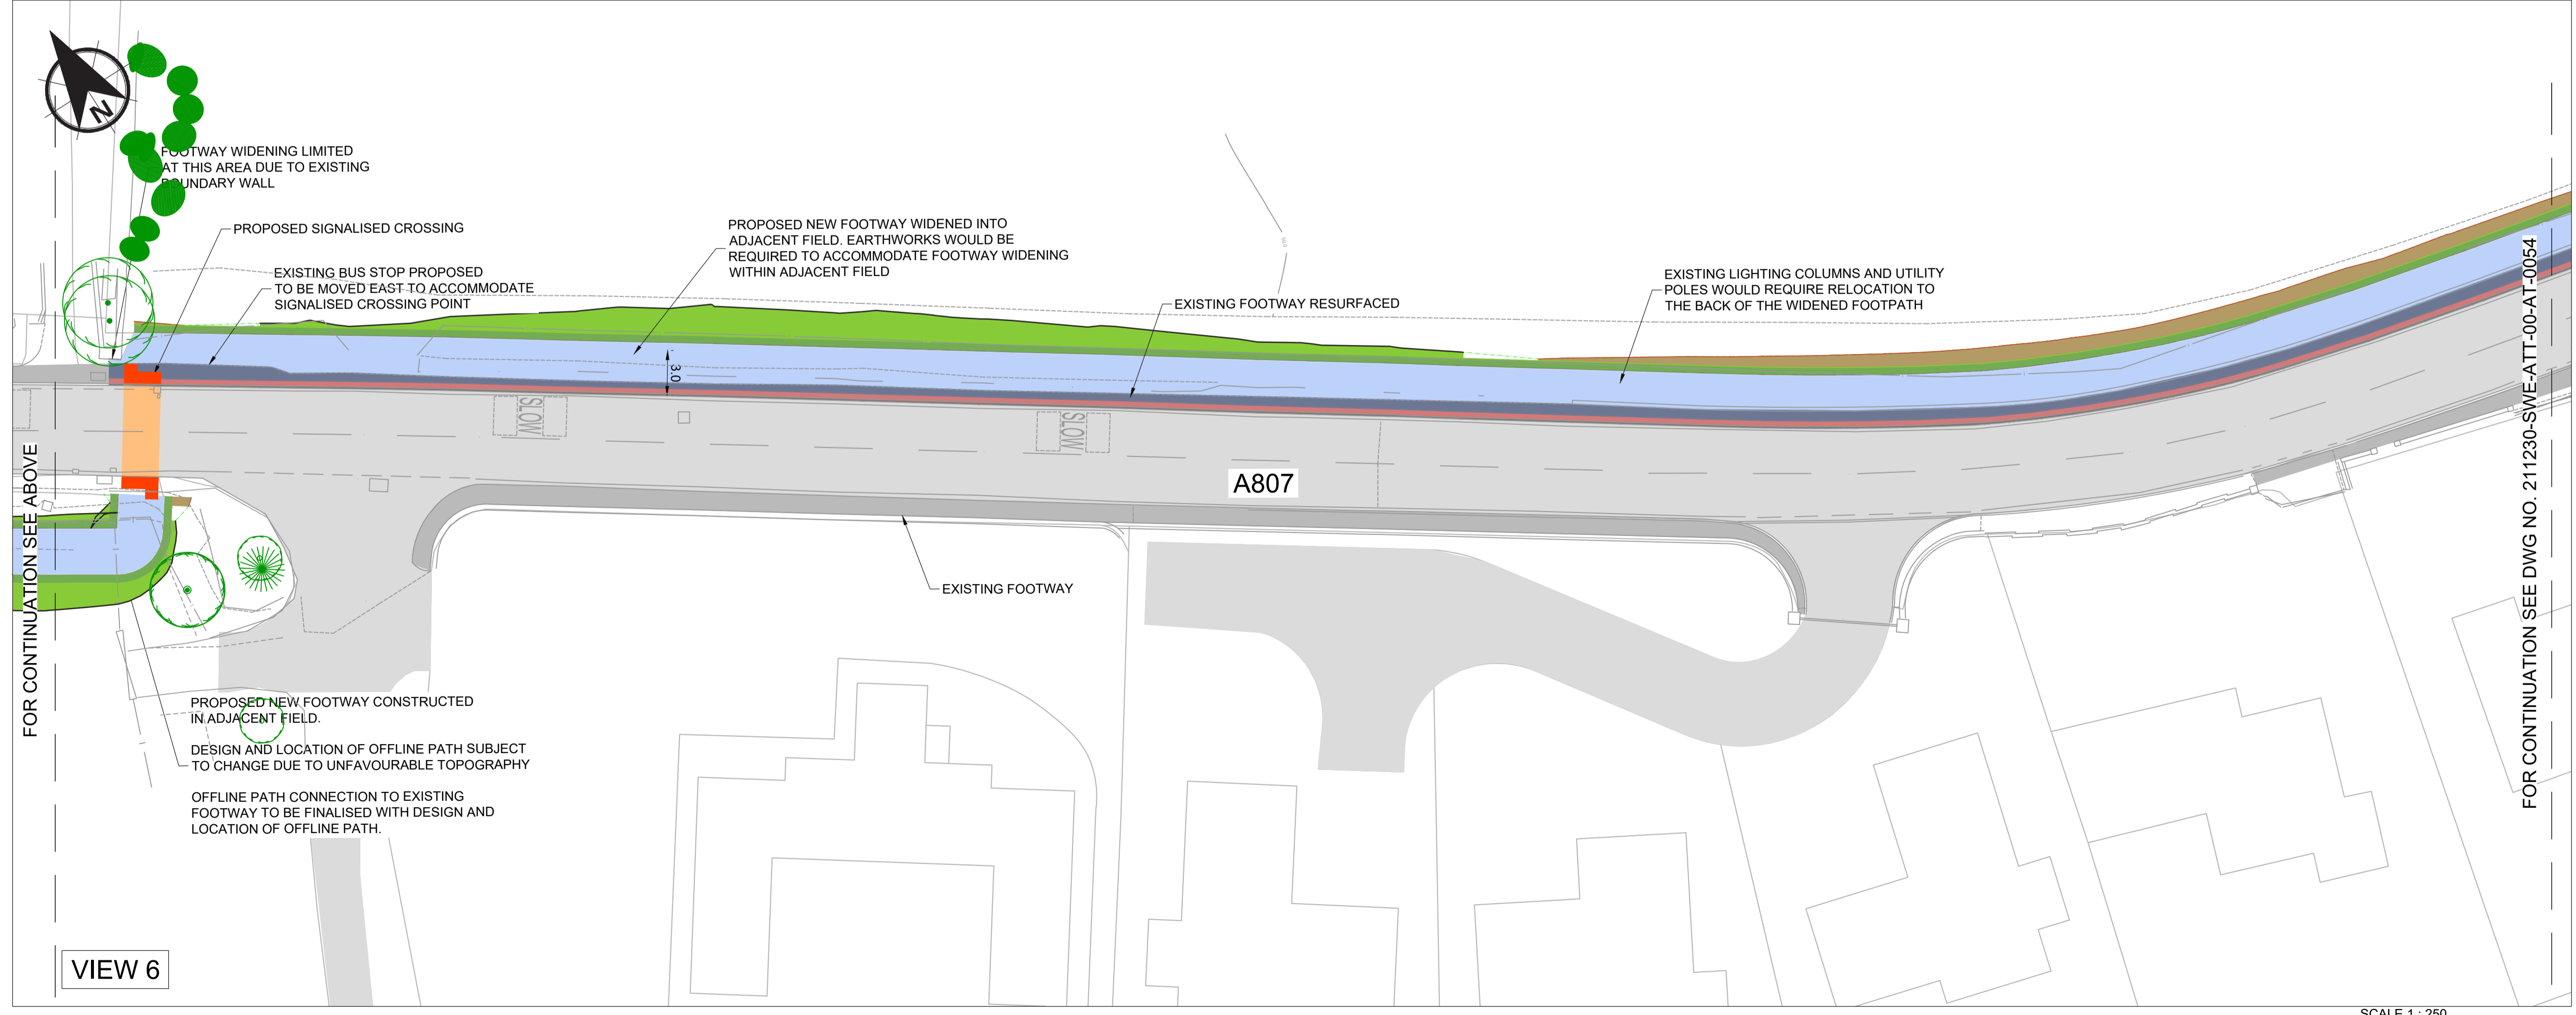 N
FOOTWAY WIDENING LIMITED
AT THIS AREA DUE TO EXISTING
BOUNDARY WALL
PROPOSED SIGNALISED CROSSING
EXISTING BUS STOP PROPOSED
TO BE MOVED EAST TO ACCOMMODATE
SIGNALISED CROSSING POINT
PROPOSED NEW FOOTWAY WIDENED INTO
ADJACENT FIELD. EARTHWORKS WOULD BE
REQUIRED TO ACCOMMODATE FOOTWAY WIDENING
WITHIN ADJACENT FIELD
EXISTING FOOTWAY RESURFACED
EXISTING LIGHTING COLUMNS AND UTILITY
POLES WOULD REQUIRE RELOCATION TO
THE BACK OF THE WIDENED FOOTPATH
3.0
SLOW
SLOW
A807
EXISTING FOOTWAY
FOR CONTINUATION SEE ABOVE
FOR CONTINUATION SEE DWG NO. 211230-SWE-ATT-00-AT-0054
PROPOSED NEW FOOTWAY CONSTRUCTED
IN ADJACENT FIELD.
DESIGN AND LOCATION OF OFFLINE PATH SUBJECT
TO CHANGE DUE TO UNFAVOURABLE TOPOGRAPHY
OFFLINE PATH CONNECTION TO EXISTING
FOOTWAY TO BE FINALISED WITH DESIGN AND
LOCATION OF OFFLINE PATH.
VIEW 6
SCALE 1 : 250